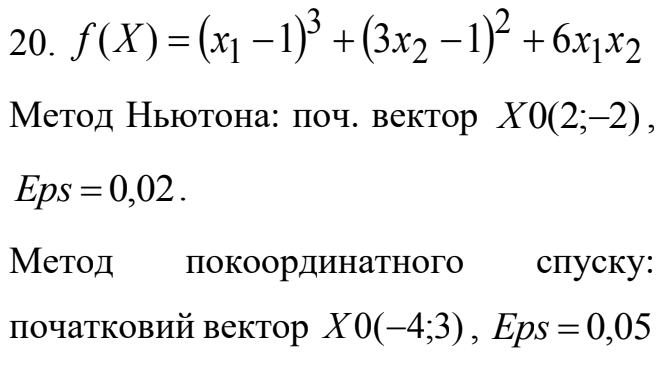 20. f(X) = (x₁ − 1)³ + (3x₂ − 1)² + 6x₁x₂
Метод Ньютона: поч. вектор X0(2;−2),
Eps = 0,02.
Метод покоординатного спуску:
початковий вектор X0(−4;3), Eps = 0,05